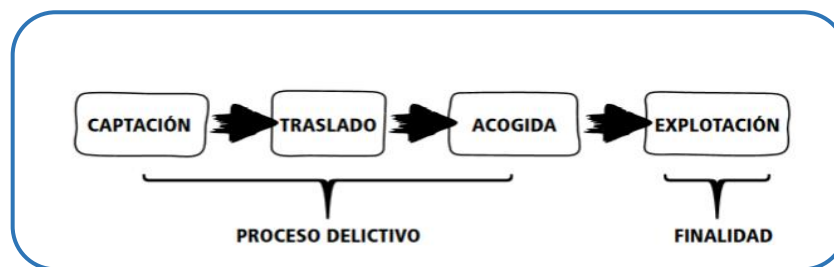 CAPTACIÓN TRASLADO ACOGIDA EXPLOTACIÓN
PROCESO DELICTIVO FINALIDAD